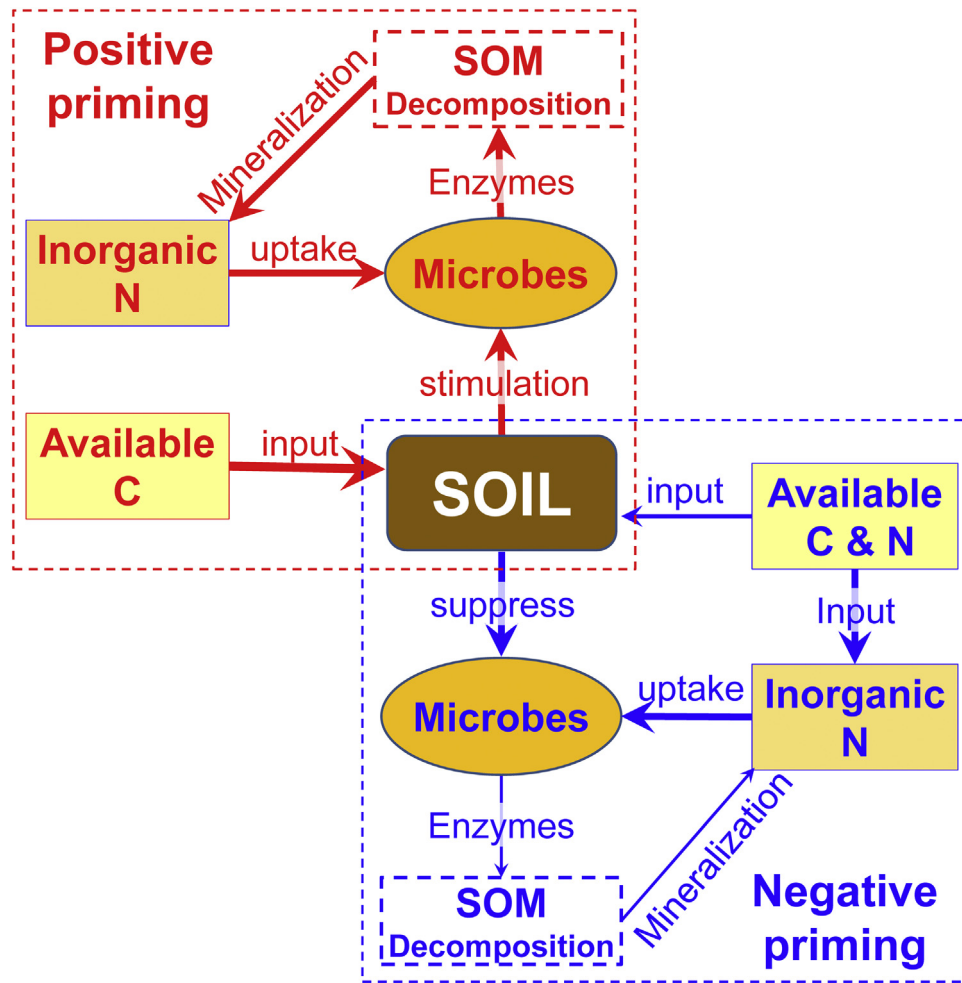 Positive
priming
SOM
Decomposition
Mineralization
Enzymes
Inorganic
N
uptake
Microbes
stimulation
Available
C
input
SOIL
input
Available
C & N
suppress
Input
Microbes
uptake
Inorganic
N
Enzymes
Mineralization
SOM
Decomposition
Negative
priming